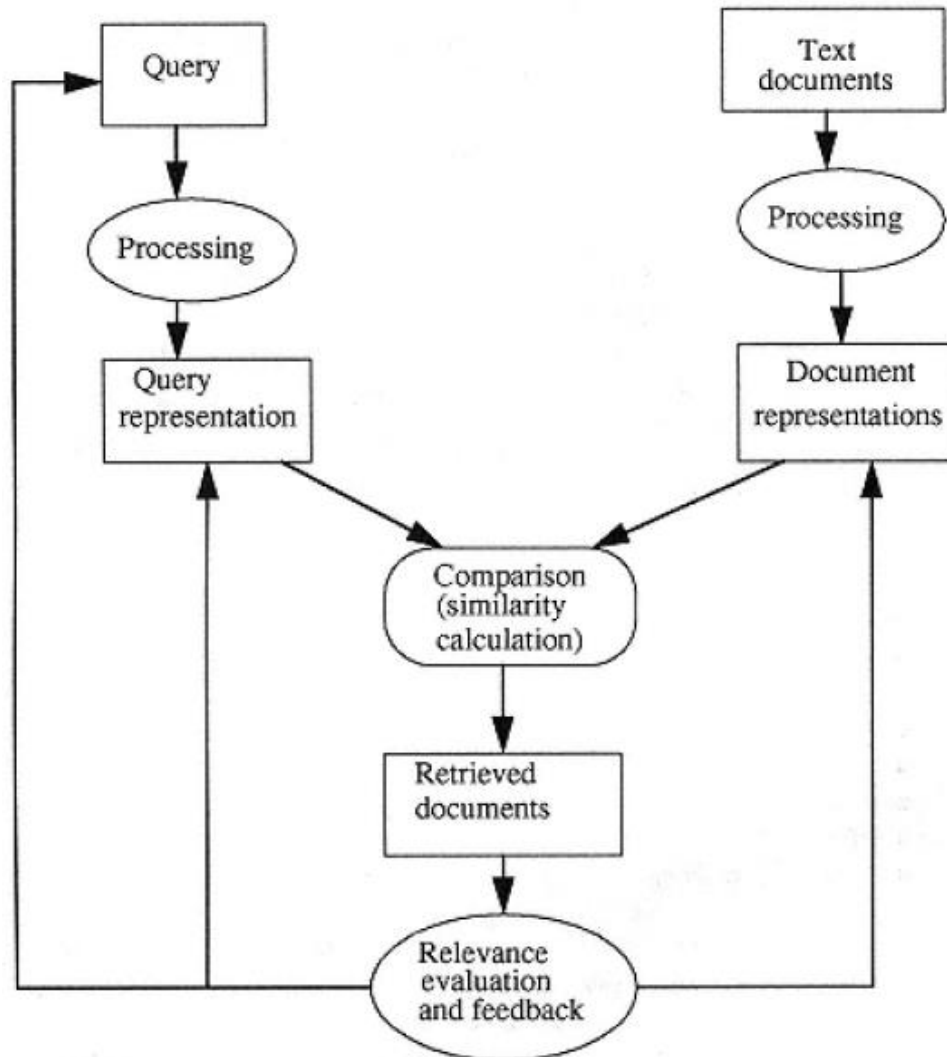 Query
Text
documents
Processing
Processing
Query
representation
Document
representations
Comparison
(similarity
calculation)
Retrieved
documents
Relevance
evaluation
and feedback